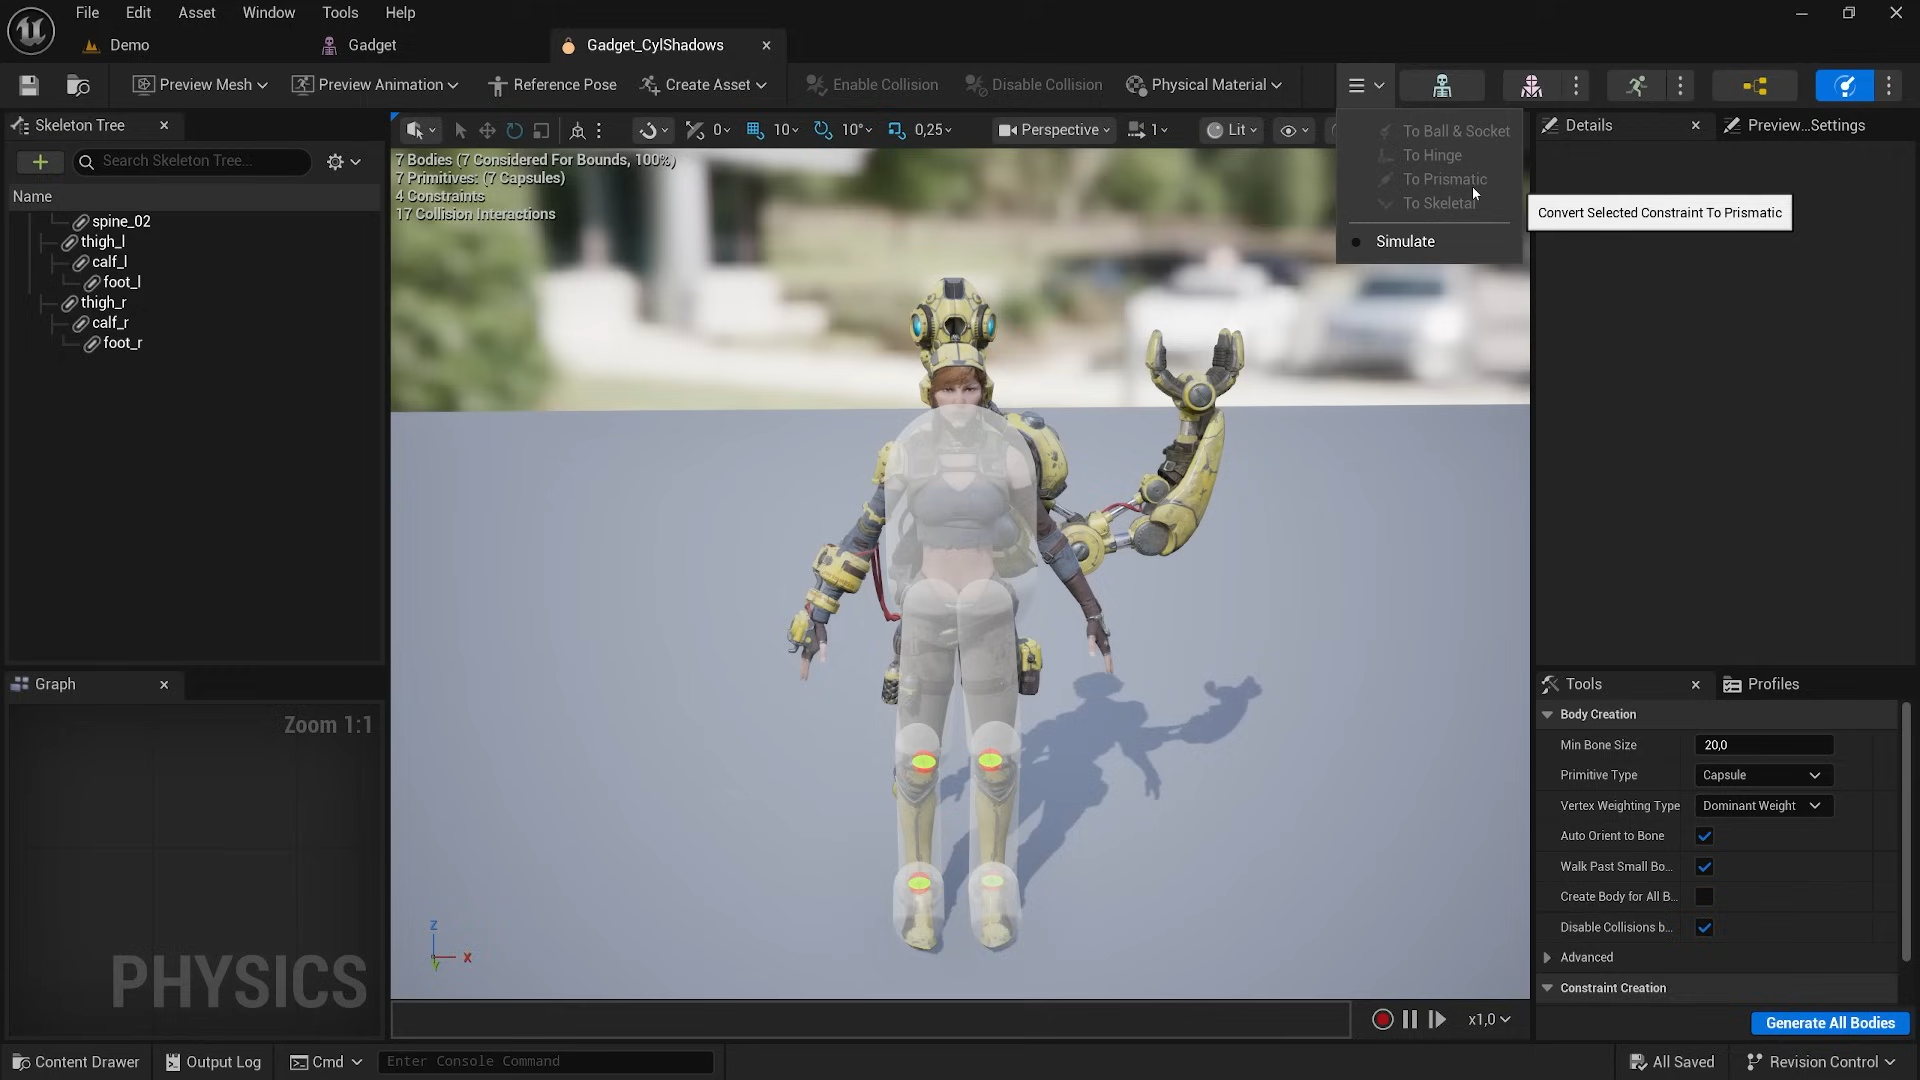 File Edit Asset Window Tools Help
Demo Gadget Gadget_CylShadows
Preview Mesh Preview Animation Reference Pose Create Asset Enable Collision Disable Collision Physical Material
Skeleton Tree
Search Skeleton Tree...
Name
spine_02
thigh_l
calf_l
foot_l
thigh_r
calf_r
foot_r
0 10 10° 0,25 Perspective 1 Lit
7 Bodies (7 Considered For Bounds, 100%)
7 Primitives: (7 Capsules)
4 Constraints
17 Collision Interactions
To Ball & Socket
To Hinge
To Prismatic
To Skeletal
Simulate
Convert Selected Constraint To Prismatic
Details Preview...Settings
Graph
Zoom 1:1
PHYSICS
Z
X
Y
x1,0
Tools Profiles
Body Creation
Min Bone Size 20,0
Primitive Type Capsule
Vertex Weighting Type Dominant Weight
Auto Orient to Bone
Walk Past Small Bo...
Create Body for All B...
Disable Collisions b...
Advanced
Constraint Creation
Generate All Bodies
Content Drawer Output Log Cmd Enter Console Command All Saved Revision Control